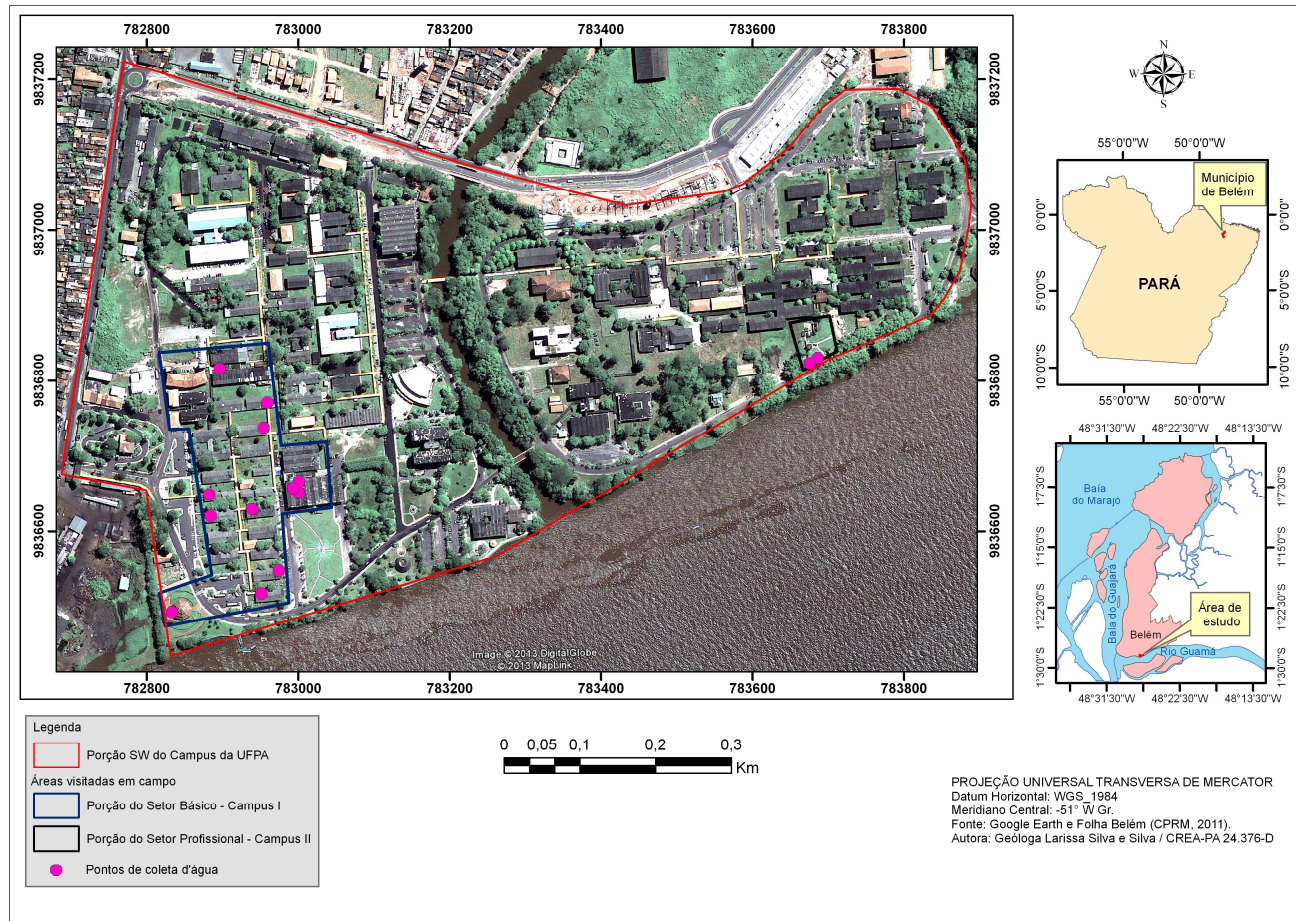 782800
783000
783200
783400
783600
783800
9837200
9837000
9836800
9836600
9837200
9837000
9836800
9836600
Image © 2013 DigitalGlobe
© 2013 MapLink
782800
783000
783200
783400
783600
783800
N
W
E
S
55°0'0"W
50°0'0"W
Município
de Belém
PARÁ
0°0'0"
5°0'0"S
10°0'0"S
0°0'0"
5°0'0"S
10°0'0"S
55°0'0"W
50°0'0"W
48°31'30"W
48°22'30"W
48°13'30"W
1°7'30"S
1°15'0"S
1°22'30"S
1°30'0"S
1°7'30"S
1°15'0"S
1°22'30"S
1°30'0"S
Baía
do Marajó
Baía do Guajará
Área de
estudo
Belém
Rio Guamá
48°31'30"W
48°22'30"W
48°13'30"W
Legenda
Porção SW do Campus da UFPA
Áreas visitadas em campo
Porção do Setor Básico - Campus I
Porção do Setor Profissional - Campus II
Pontos de coleta d'água
0 0,05 0,1 0,2 0,3
Km
PROJEÇÃO UNIVERSAL TRANSVERSA DE MERCATOR
Datum Horizontal: WGS_1984
Meridiano Central: -51° W Gr.
Fonte: Google Earth e Folha Belém (CPRM, 2011).
Autora: Geóloga Larissa Silva e Silva / CREA-PA 24.376-D